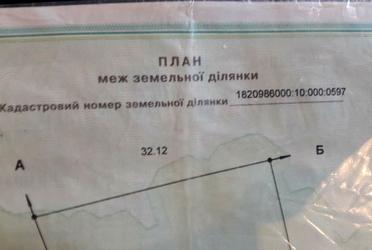 ПЛАН
меж земельної ділянки
Кадастровий номер земельної ділянки 1820986000:10:000:0597
32.12
А Б